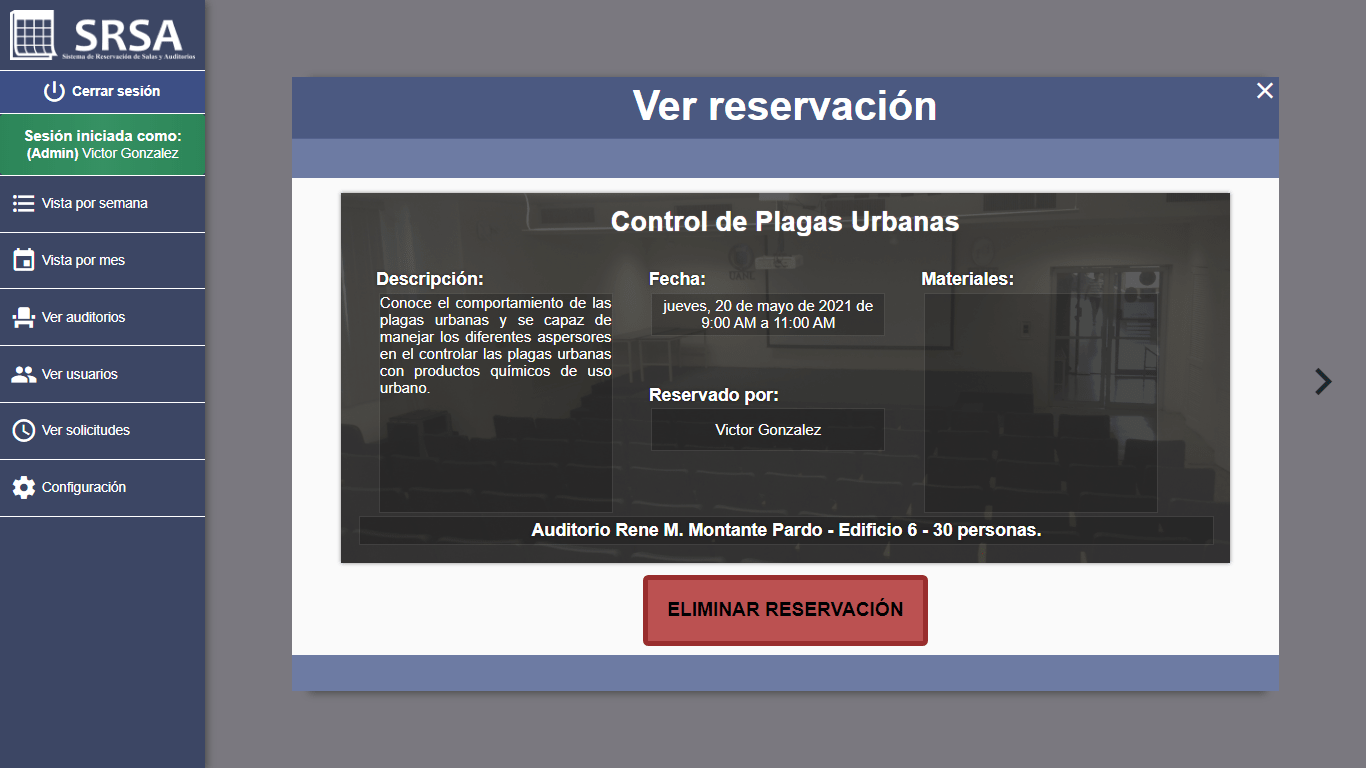 SRSA
Sistema de Reservación de Salas y Auditorios
Cerrar sesión
Sesión iniciada como:
(Admin) Victor Gonzalez
Vista por semana
Vista por mes
Ver auditorios
Ver usuarios
Ver solicitudes
Configuración
Ver reservación
Control de Plagas Urbanas
Descripción:
Conoce el comportamiento de las
plagas urbanas y se capaz de
manejar los diferentes aspersores
en el controlar las plagas urbanas
con productos químicos de uso
urbano.
Fecha:
jueves, 20 de mayo de 2021 de
9:00 AM a 11:00 AM
Reservado por:
Victor Gonzalez
Materiales:
Auditorio Rene M. Montante Pardo - Edificio 6 - 30 personas.
ELIMINAR RESERVACIÓN